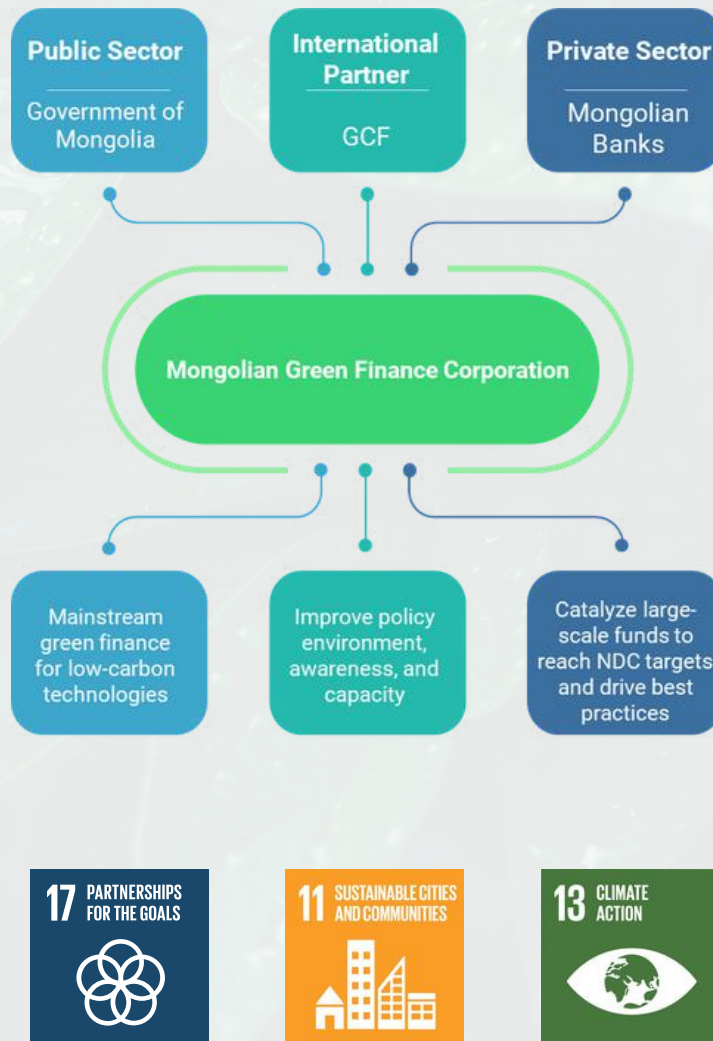 Public Sector
Government of
Mongolia
International
Partner
GCF
Private Sector
Mongolian
Banks
Mongolian Green Finance Corporation
Mainstream
green finance
for low-carbon
technologies
Improve policy
environment,
awareness, and
capacity
Catalyze large-
scale funds to
reach NDC targets
and drive best
practices
17 PARTNERSHIPS
FOR THE GOALS
11 SUSTAINABLE CITIES
AND COMMUNITIES
13 CLIMATE
ACTION